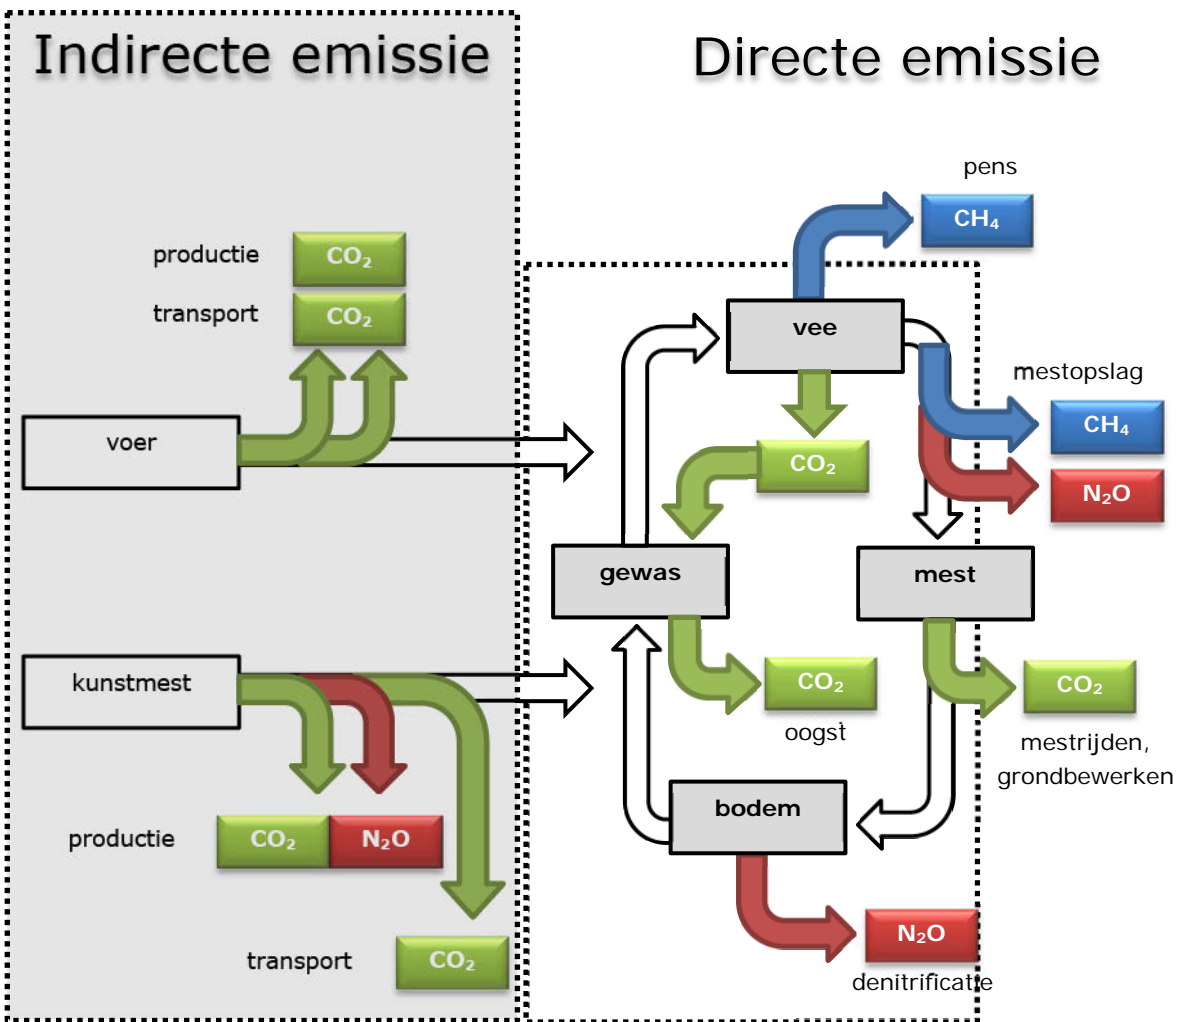 Indirecte emissie
productie
CO₂
transport
CO₂
voer
kunstmest
productie
CO₂
N₂O
transport
CO₂
Directe emissie
pens
CH₄
vee
mestopslag
CH₄
CO₂
N₂O
gewas
mest
CO₂
oogst
CO₂
mestrijden,
grondbewerken
bodem
N₂O
denitrificatie